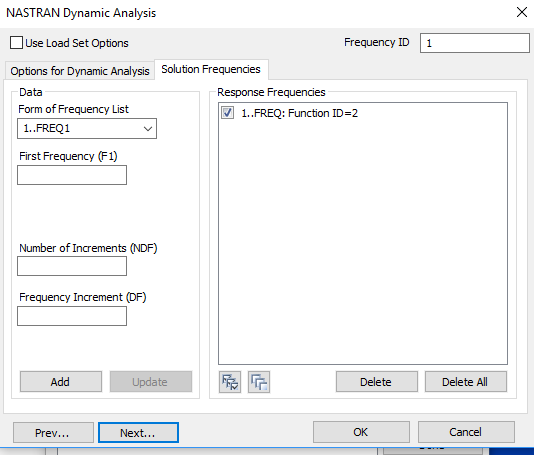 NASTRAN Dynamic Analysis
Use Load Set Options
Frequency ID 1
Options for Dynamic Analysis Solution Frequencies
Data
Form of Frequency List
1..FREQ1
First Frequency (F1)
Number of Increments (NDF)
Frequency Increment (DF)
Add Update
Response Frequencies
1..FREQ: Function ID=2
Delete Delete All
Prev... Next... OK Cancel